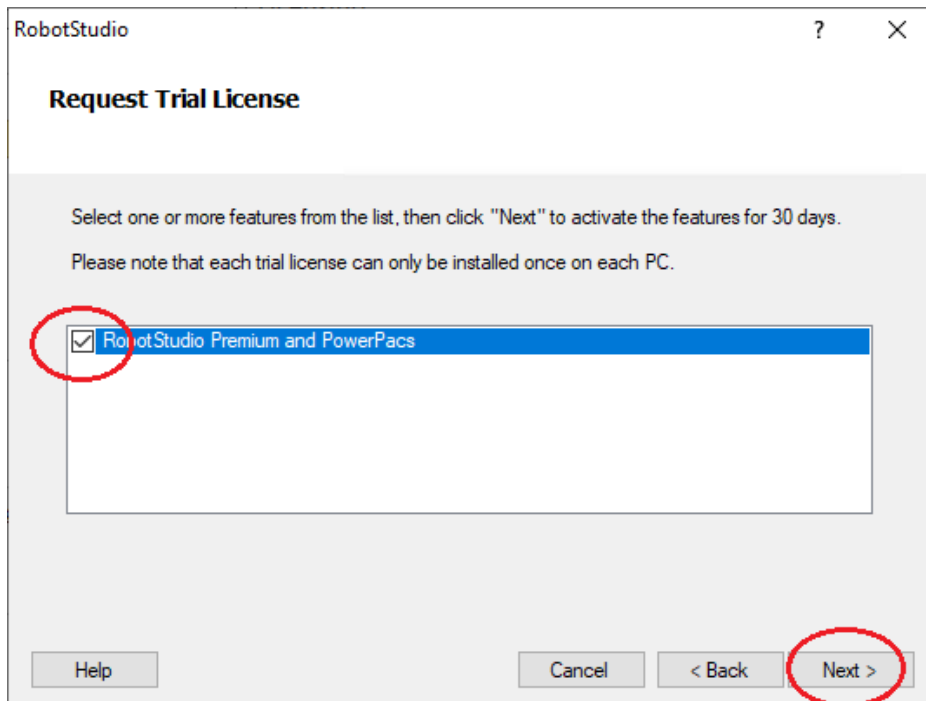 RobotStudio
?
Request Trial License
Select one or more features from the list, then click "Next" to activate the features for 30 days.
Please note that each trial license can only be installed once on each PC.
RobotStudio Premium and PowerPacs
Help
Cancel
< Back
Next >